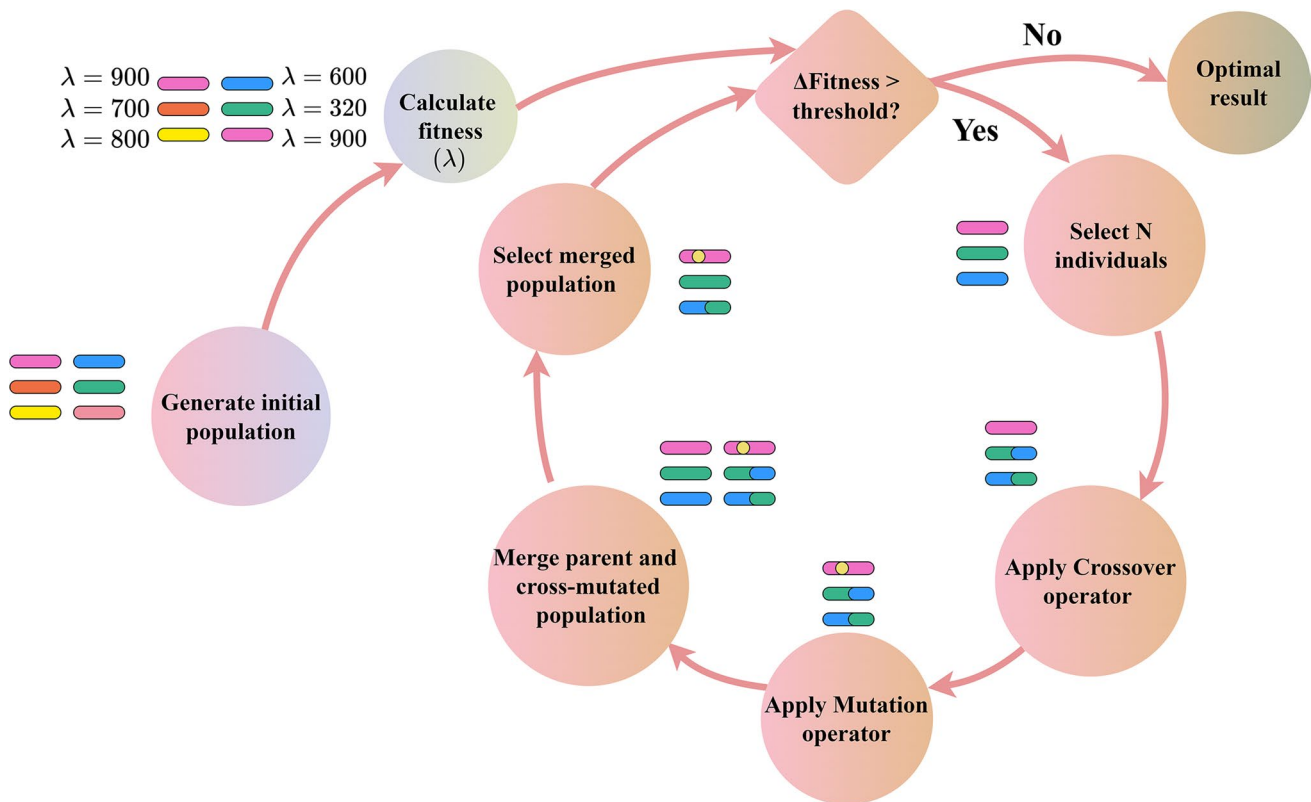 λ = 900
λ = 600
λ = 700
λ = 320
λ = 800
λ = 900
Calculate
fitness
(λ)
ΔFitness >
threshold?
No
Yes
Optimal
result
Select N
individuals
Select merged
population
Generate initial
population
Merge parent and
cross-mutated
population
Apply Crossover
operator
Apply Mutation
operator